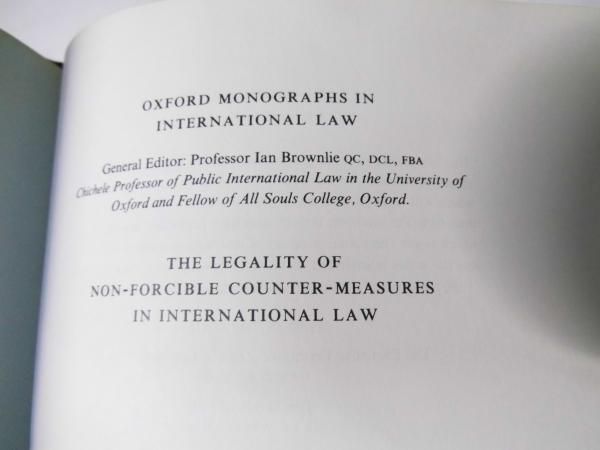 OXFORD MONOGRAPHS IN
INTERNATIONAL LAW
General Editor: Professor Ian Brownlie QC, DCL, FBA
Chichele Professor of Public International Law in the University of
Oxford and Fellow of All Souls College, Oxford.
THE LEGALITY OF
NON-FORCIBLE COUNTER-MEASURES
IN INTERNATIONAL LAW